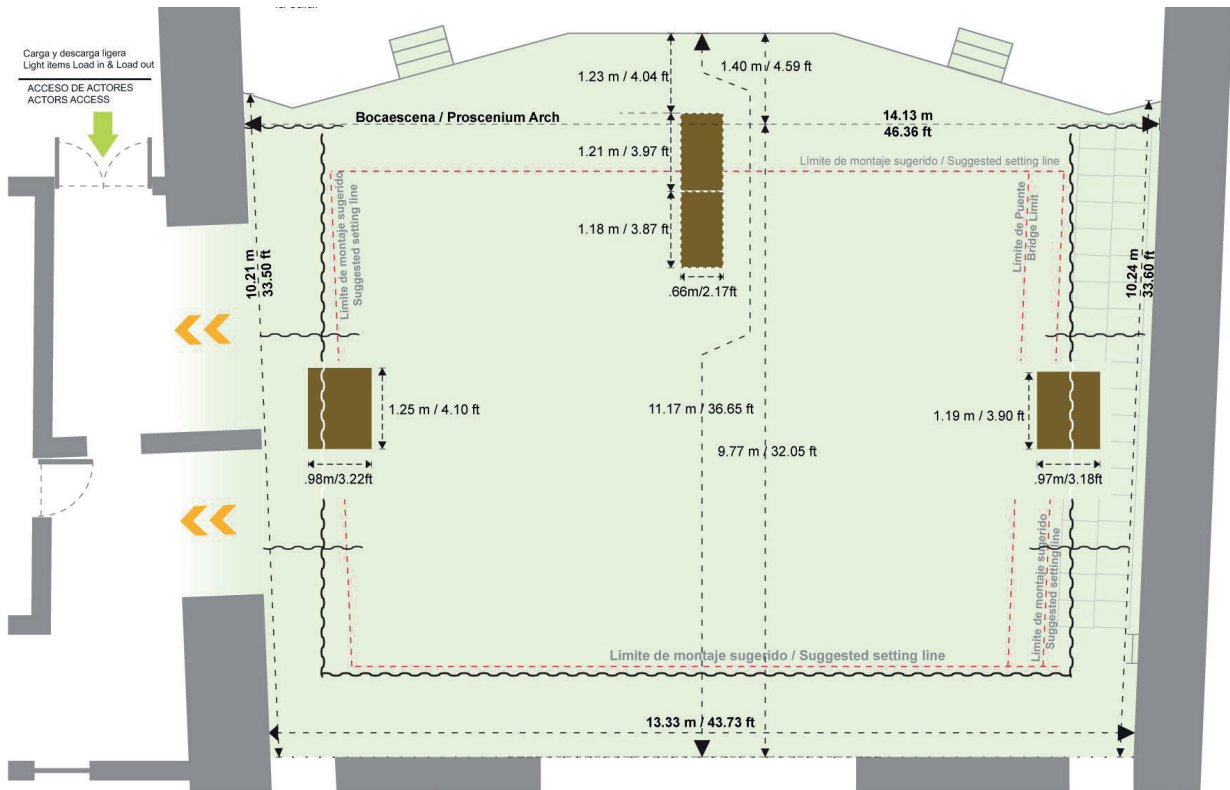 Carga y descarga ligera
Light items Load in & Load out
ACCESO DE ACTORES
ACTORS ACCESS
1.23 m / 4.04 ft
1.40 m / 4.59 ft
Bocaescena / Proscenium Arch
14.13 m
46.36 ft
1.21 m / 3.97 ft
Límite de montaje sugerido / Suggested setting line
Límite de montaje sugerido
Suggested setting line
1.18 m / 3.87 ft
Límite de Puente
Bridge Limit
10.21 m
33.50 ft
10.24 m
33.60 ft
.66m/2.17ft
1.25 m / 4.10 ft
11.17 m / 36.65 ft
1.19 m / 3.90 ft
9.77 m / 32.05 ft
.98m/3.22ft
.97m/3.18ft
Límite de montaje sugerido
Suggested setting line
Límite de montaje sugerido / Suggested setting line
13.33 m / 43.73 ft